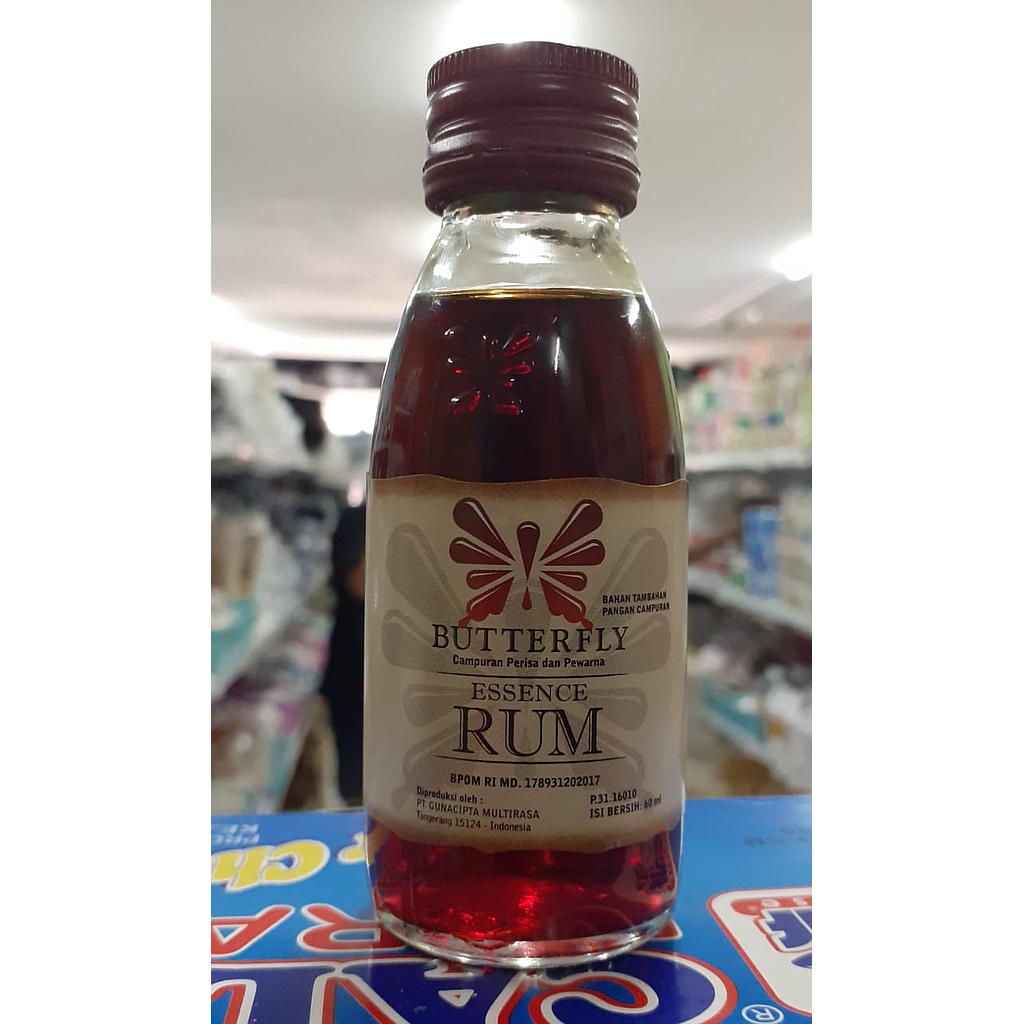 BAHAN TAMBAHAN
PANGAN CAMPURAN
BUTTERFLY
Campuran Perisa dan Pewarna
ESSENCE
RUM
BPOM RI MD. 178931202017
Diproduksi oleh :
PT. GUNACIPTA MULTIRASA
Tangerang 15124 - Indonesia
P.31.16010
ISI BERSIH: 60 ml